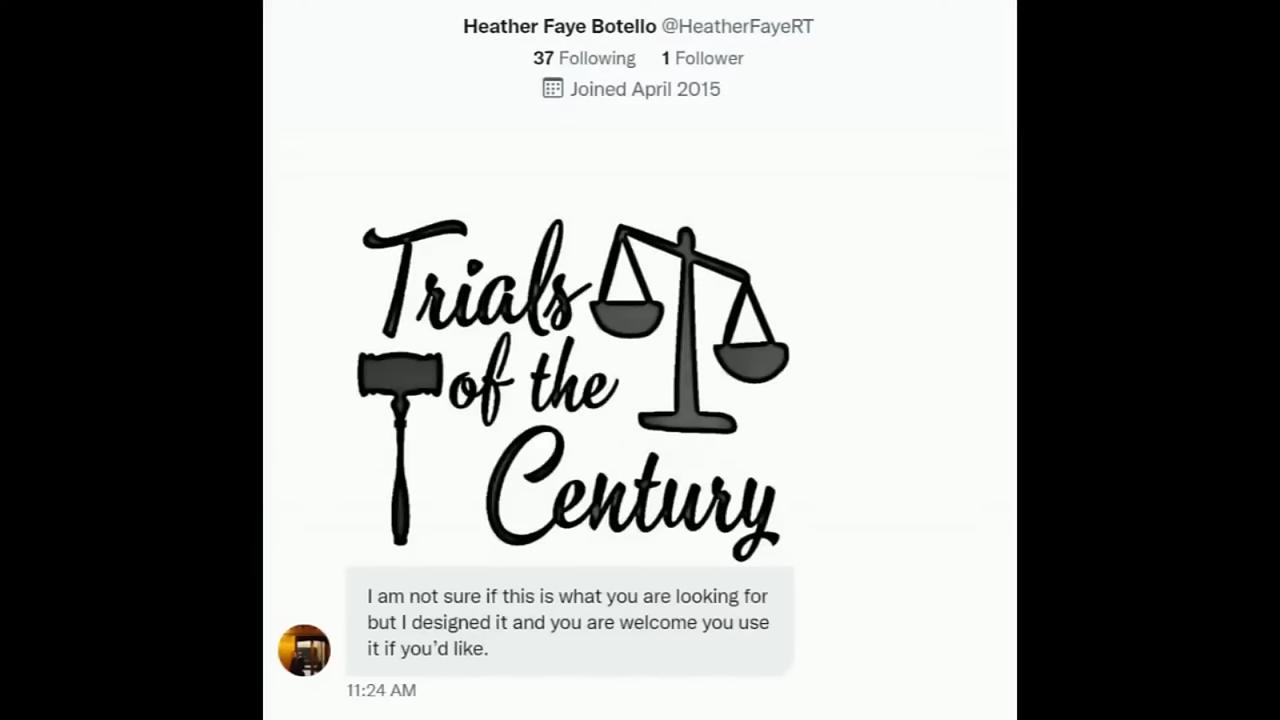 Heather Faye Botello @HeatherFayeRT
37 Following 1 Follower
Joined April 2015
Trials
of the
Century
I am not sure if this is what you are looking for
but I designed it and you are welcome you use
it if you'd like.
11:24 AM